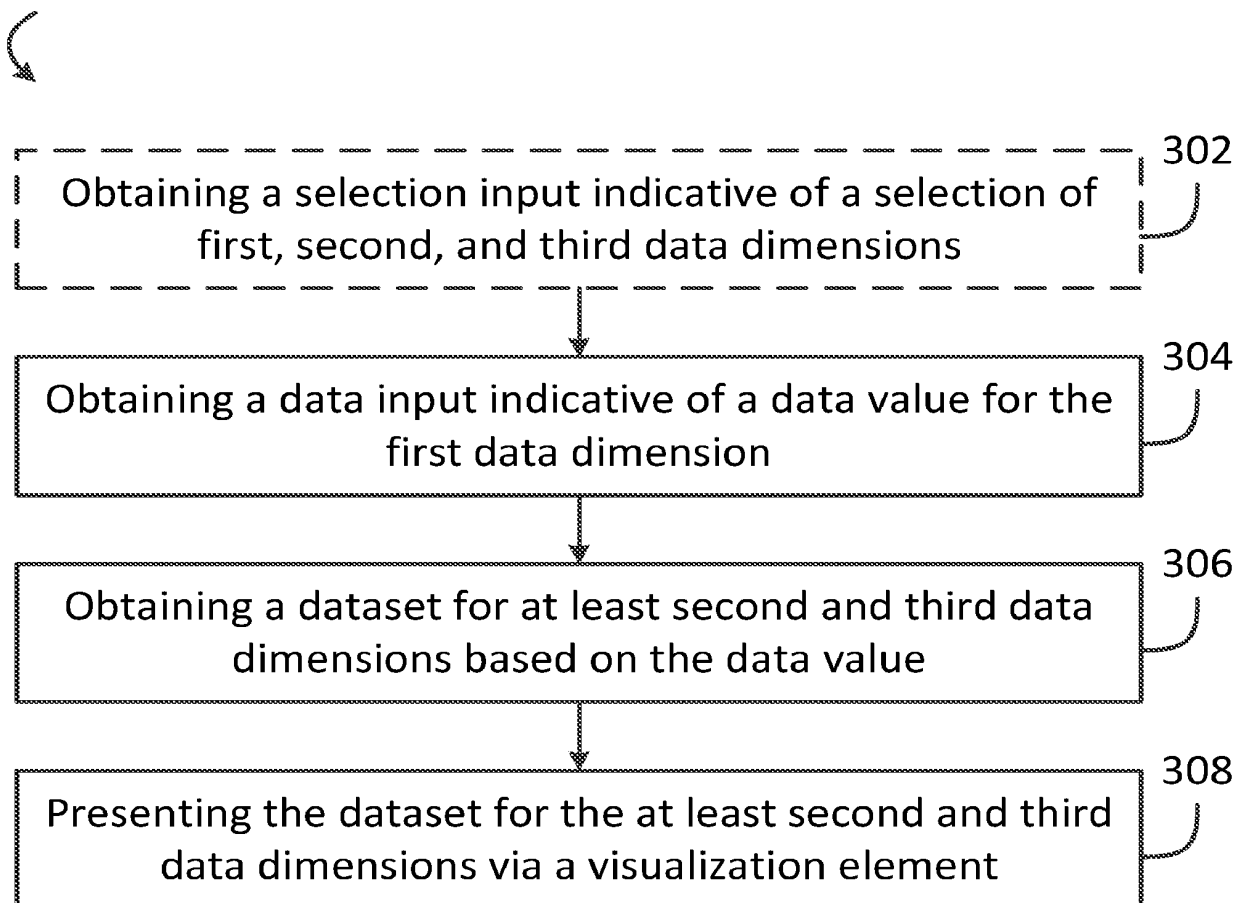 302
Obtaining a selection input indicative of a selection of
first, second, and third data dimensions
304
Obtaining a data input indicative of a data value for the
first data dimension
306
Obtaining a dataset for at least second and third data
dimensions based on the data value
308
Presenting the dataset for the at least second and third
data dimensions via a visualization element